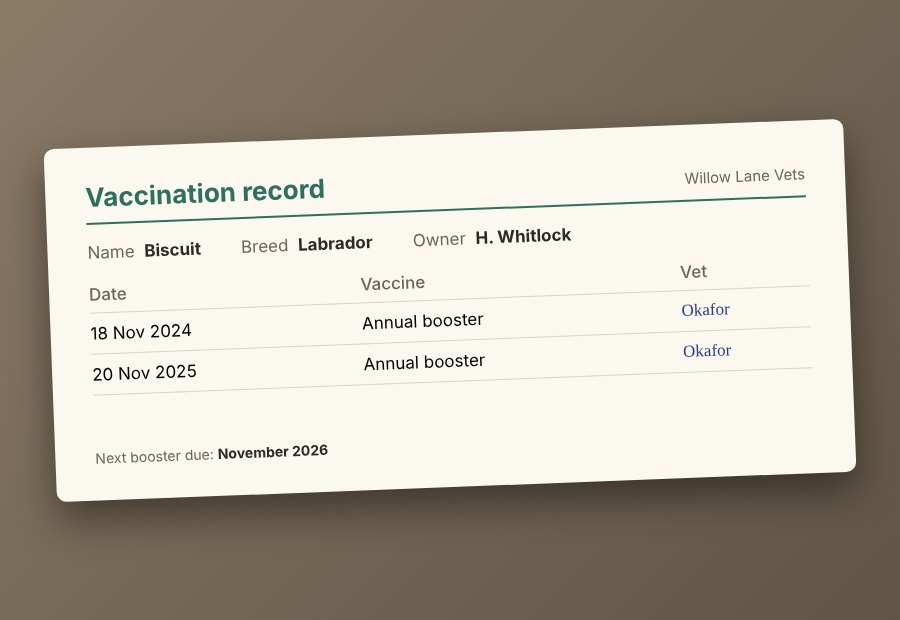 Vaccination record
Willow Lane Vets
Name Biscuit Breed Labrador Owner H. Whitlock
Date Vaccine Vet
18 Nov 2024 Annual booster Okafor
20 Nov 2025 Annual booster Okafor
Next booster due: November 2026